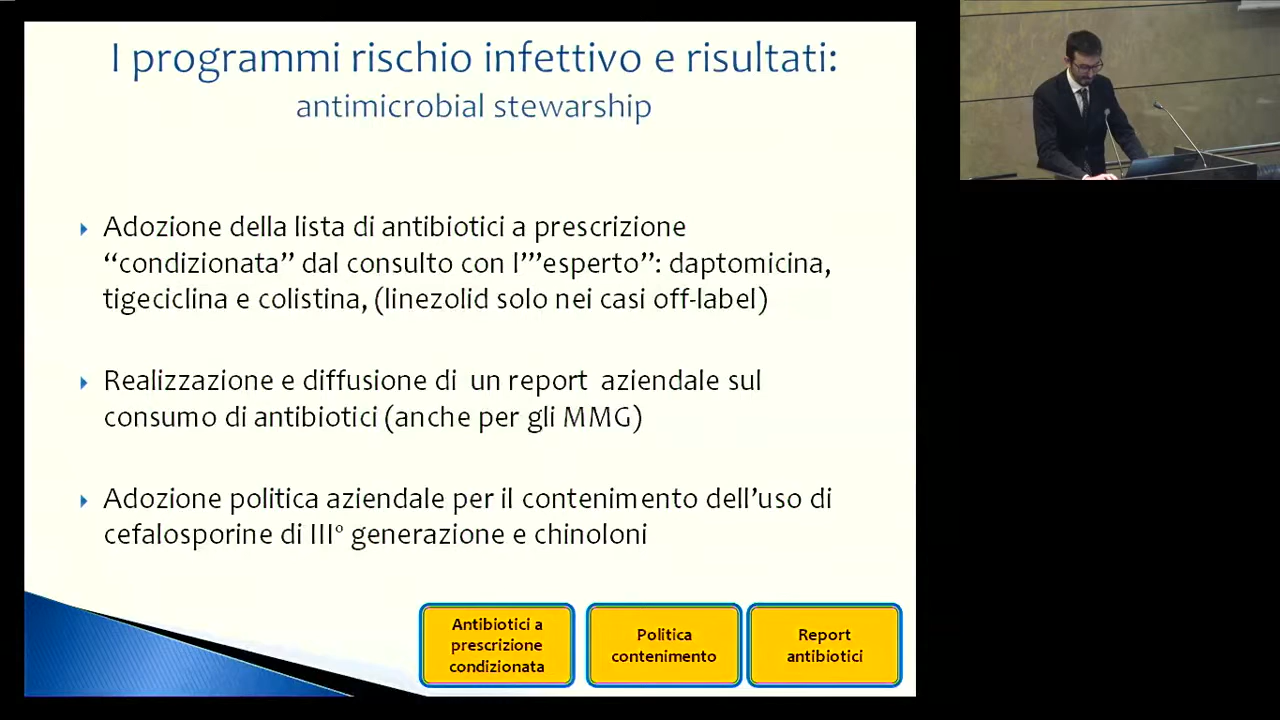 I programmi rischio infettivo e risultati:
antimicrobial stewarship
Adozione della lista di antibiotici a prescrizione
“condizionata” dal consulto con l’”esperto”: daptomicina,
tigeciclina e colistina, (linezolid solo nei casi off-label)
Realizzazione e diffusione di un report aziendale sul
consumo di antibiotici (anche per gli MMG)
Adozione politica aziendale per il contenimento dell’uso di
cefalosporine di III° generazione e chinoloni
Antibiotici a
prescrizione
condizionata
Politica
contenimento
Report
antibiotici